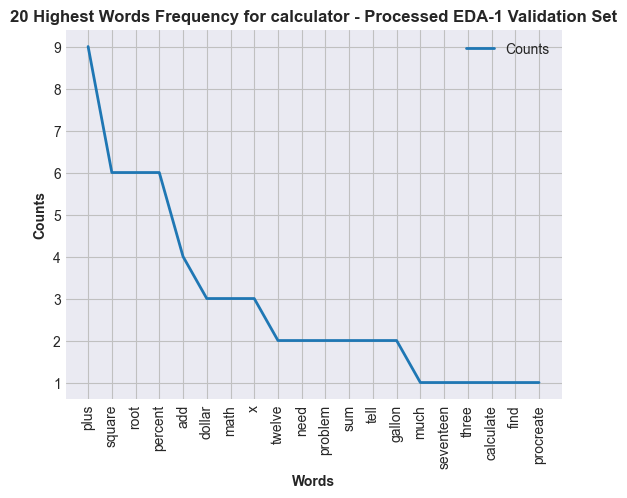 20 Highest Words Frequency for calculator - Processed EDA-1 Validation Set
Counts
9
8
7
6
5
4
3
2
1
Counts
plus
square
root
percent
add
dollar
math
x
twelve
need
problem
sum
tell
gallon
much
seventeen
three
calculate
find
procreate
Words